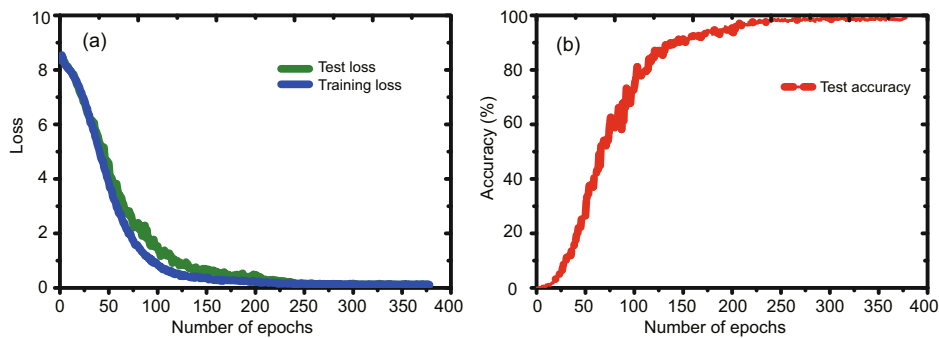 10
8
6
4
2
0
(a)
Test loss
Training loss
Loss
0 50 100 150 200 250 300 350 400
Number of epochs
100
80
60
40
20
0
(b)
Test accuracy
Accuracy (%)
0 50 100 150 200 250 300 350 400
Number of epochs